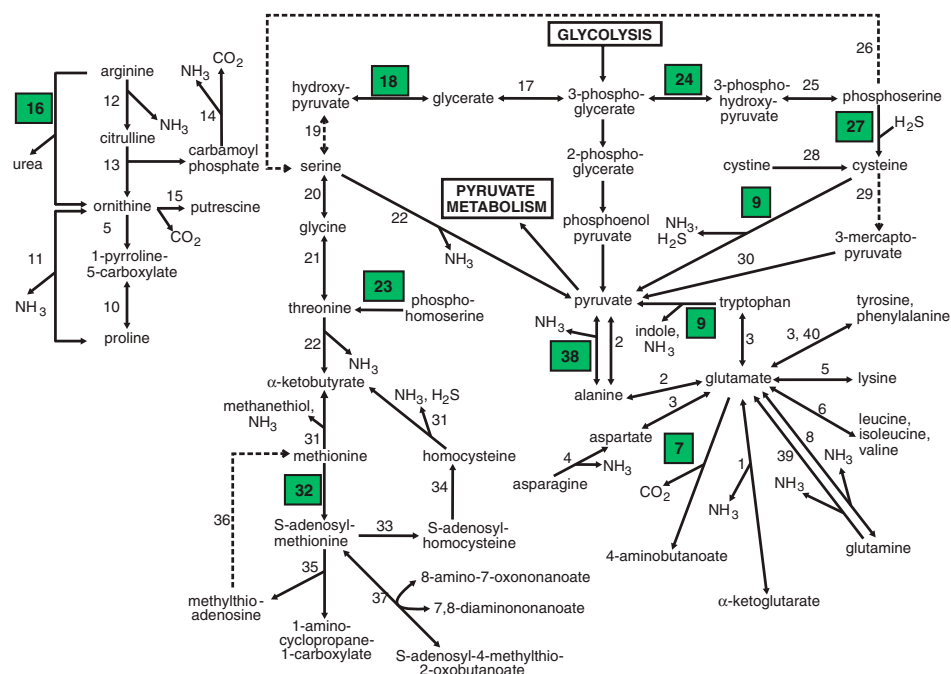 GLYCOLYSIS
26
CO2
arginine
NH3
16
12
14
NH3
citrulline
urea
13
carbamoyl
phosphate
15
ornithine
putrescine
5
CO2
11
1-pyrroline-
5-carboxylate
NH3
10
proline
hydroxy-
pyruvate
18
glycerate
17
3-phospho-
glycerate
24
3-phospho-
hydroxy-
pyruvate
25
phosphoserine
19
27
H2S
serine
2-phospho-
glycerate
cystine
28
cysteine
20
PYRUVATE
METABOLISM
29
glycine
22
NH3
phosphoenol
pyruvate
NH3,
H2S
9
3-mercapto-
pyruvate
21
30
23
threonine
phospho-
homoserine
pyruvate
tryptophan
tyrosine,
phenylalanine
22
NH3
NH3
indole,
NH3
9
3
3, 40
38
2
α-ketobutyrate
alanine
2
glutamate
5
lysine
methanethiol,
NH3
NH3, H2S
3
6
leucine,
isoleucine,
valine
31
31
aspartate
7
8
methionine
homocysteine
4
NH3
1
39
NH3
asparagine
CO2
NH3
NH3
32
34
36
S-adenosyl-
methionine
33
S-adenosyl-
homocysteine
4-aminobutanoate
glutamine
35
8-amino-7-oxononanoate
methylthio-
adenosine
37
7,8-diaminononanoate
α-ketoglutarate
1-amino-
cyclopropane-
1-carboxylate
S-adenosyl-4-methylthio-
2-oxobutanoate